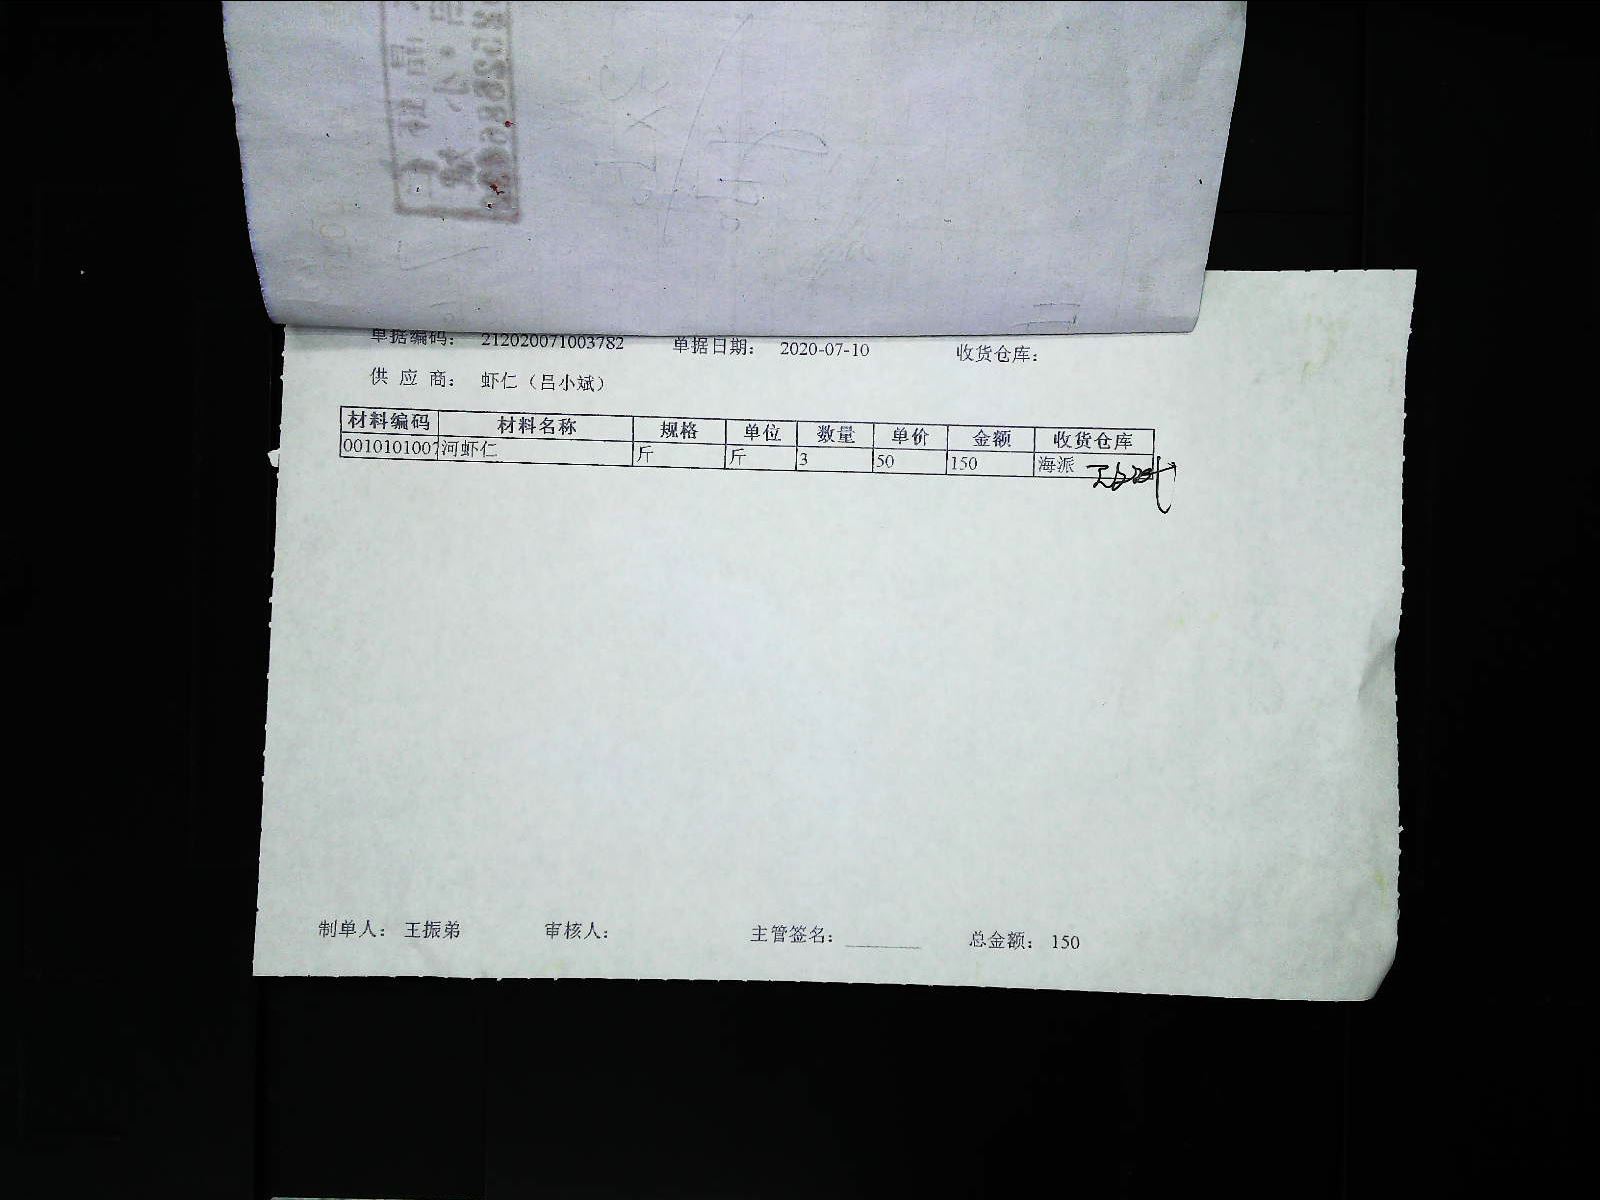 单据编码： 212020071003782 单据日期： 2020-07-10 收货仓库：
供 应 商： 虾仁（吕小斌）
材料编码 材料名称 规格 单位 数量 单价 金额 收货仓库
0010101007 河虾仁 斤 斤 3 50 150 海派
制单人： 王振弟 审核人： 主管签名： 总金额： 150